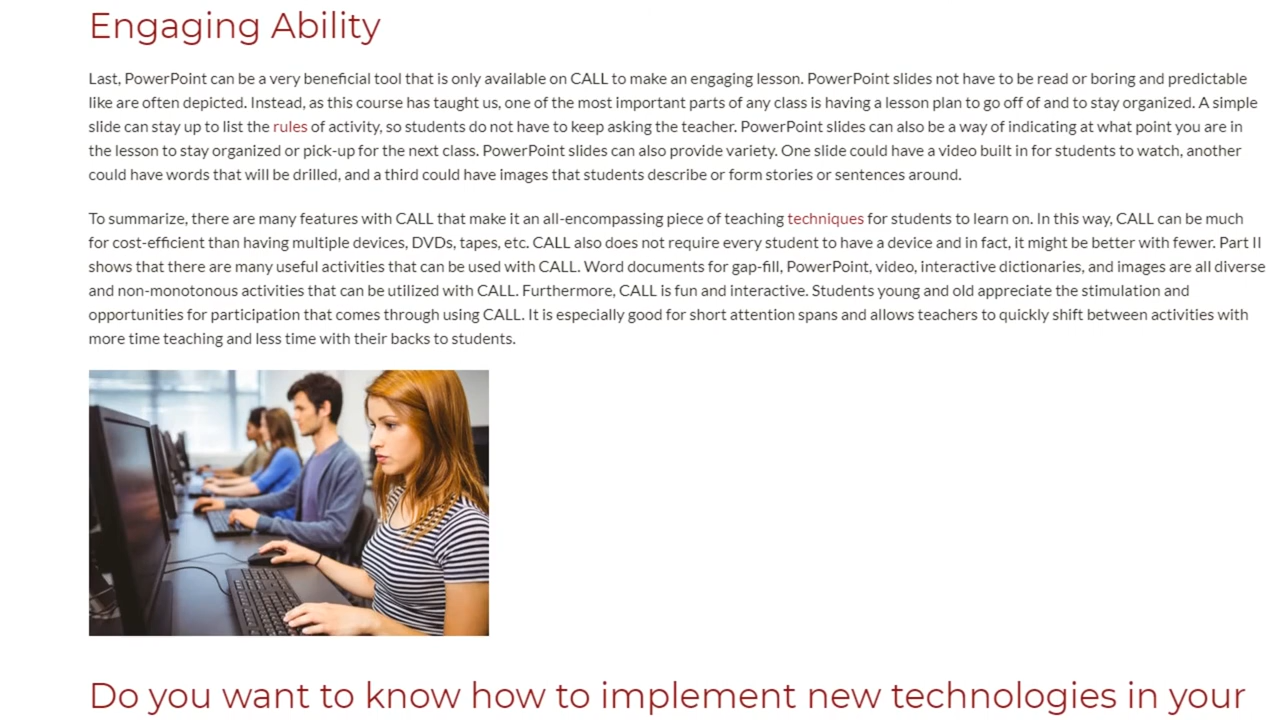 Engaging Ability
Last, PowerPoint can be a very beneficial tool that is only available on CALL to make an engaging lesson. PowerPoint slides not have to be read or boring and predictable
like are often depicted. Instead, as this course has taught us, one of the most important parts of any class is having a lesson plan to go off of and to stay organized. A simple
slide can stay up to list the rules of activity, so students do not have to keep asking the teacher. PowerPoint slides can also be a way of indicating at what point you are in
the lesson to stay organized or pick-up for the next class. PowerPoint slides can also provide variety. One slide could have a video built in for students to watch, another
could have words that will be drilled, and a third could have images that students describe or form stories or sentences around.
To summarize, there are many features with CALL that make it an all-encompassing piece of teaching techniques for students to learn on. In this way, CALL can be much
for cost-efficient than having multiple devices, DVDs, tapes, etc. CALL also does not require every student to have a device and in fact, it might be better with fewer. Part II
shows that there are many useful activities that can be used with CALL. Word documents for gap-fill, PowerPoint, video, interactive dictionaries, and images are all diverse
and non-monotonous activities that can be utilized with CALL. Furthermore, CALL is fun and interactive. Students young and old appreciate the stimulation and
opportunities for participation that comes through using CALL. It is especially good for short attention spans and allows teachers to quickly shift between activities with
more time teaching and less time with their backs to students.
Do you want to know how to implement new technologies in your